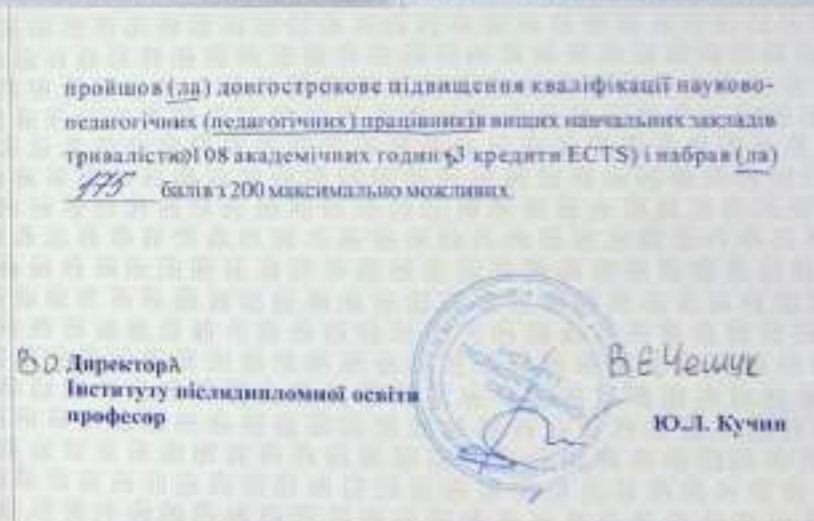 пройшов (ла) довгострокове підвищення кваліфікації науково-
педагогічних (педагогічних) працівників вищих навчальних закладів
тривалістю 108 академічних годин (3 кредити ECTS) і набрав (ла)
175 балів з 200 максимально можливих.
ВО Директора В Е Чешук
Інституту післядипломної освіти
професор Ю.Л. Кучин